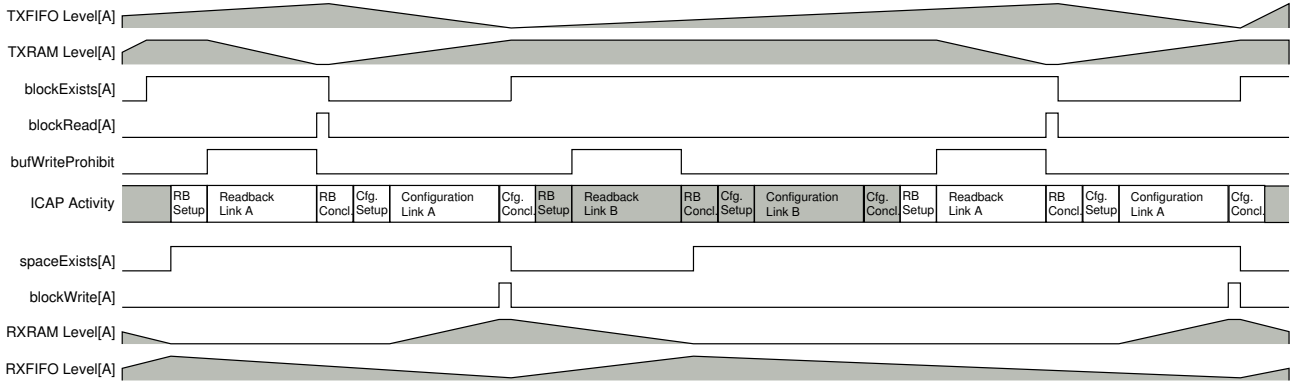 TXFIFO Level[A]
TXRAM Level[A]
blockExists[A]
blockRead[A]
bufWriteProhibit
ICAP Activity
RB Setup
Readback Link A
RB Concl.
Cfg. Setup
Configuration Link A
Cfg. Concl.
RB Setup
Readback Link B
RB Concl.
Cfg. Setup
Configuration Link B
Cfg. Concl.
RB Setup
Readback Link A
RB Concl.
Cfg. Setup
Configuration Link A
Cfg. Concl.
spaceExists[A]
blockWrite[A]
RXRAM Level[A]
RXFIFO Level[A]